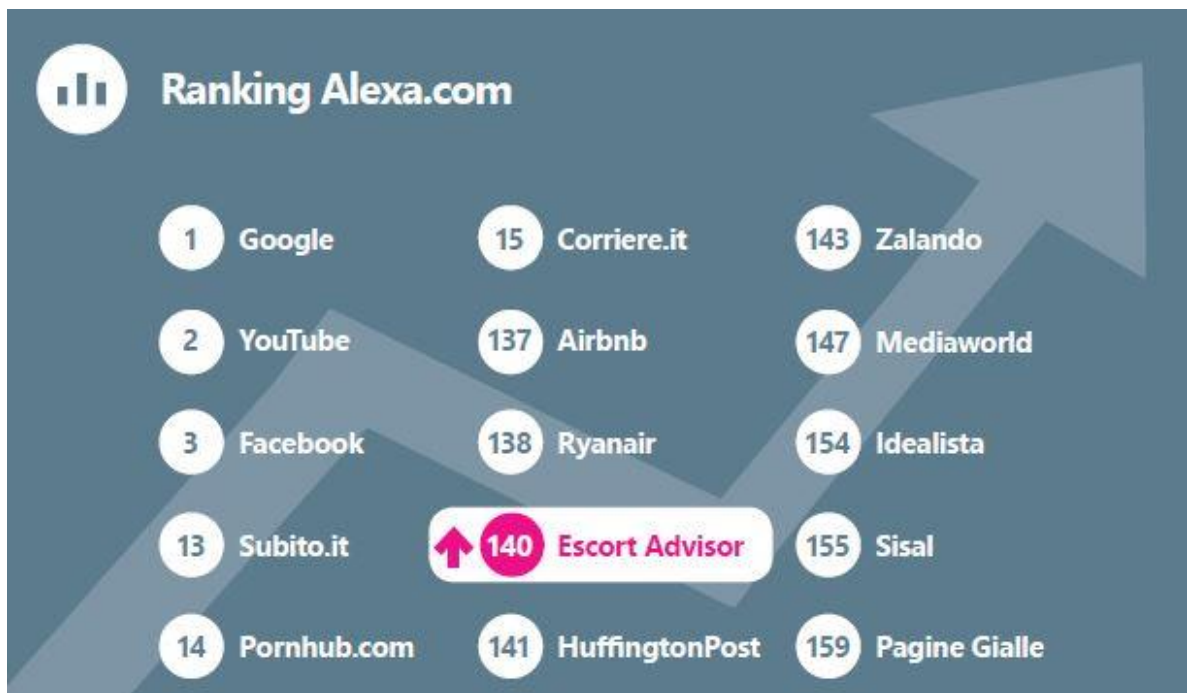 Ranking Alexa.com
1 Google
2 YouTube
3 Facebook
13 Subito.it
14 Pornhub.com
15 Corriere.it
137 Airbnb
138 Ryanair
140 Escort Advisor
141 HuffingtonPost
143 Zalando
147 Mediaworld
154 Idealista
155 Sisal
159 Pagine Gialle